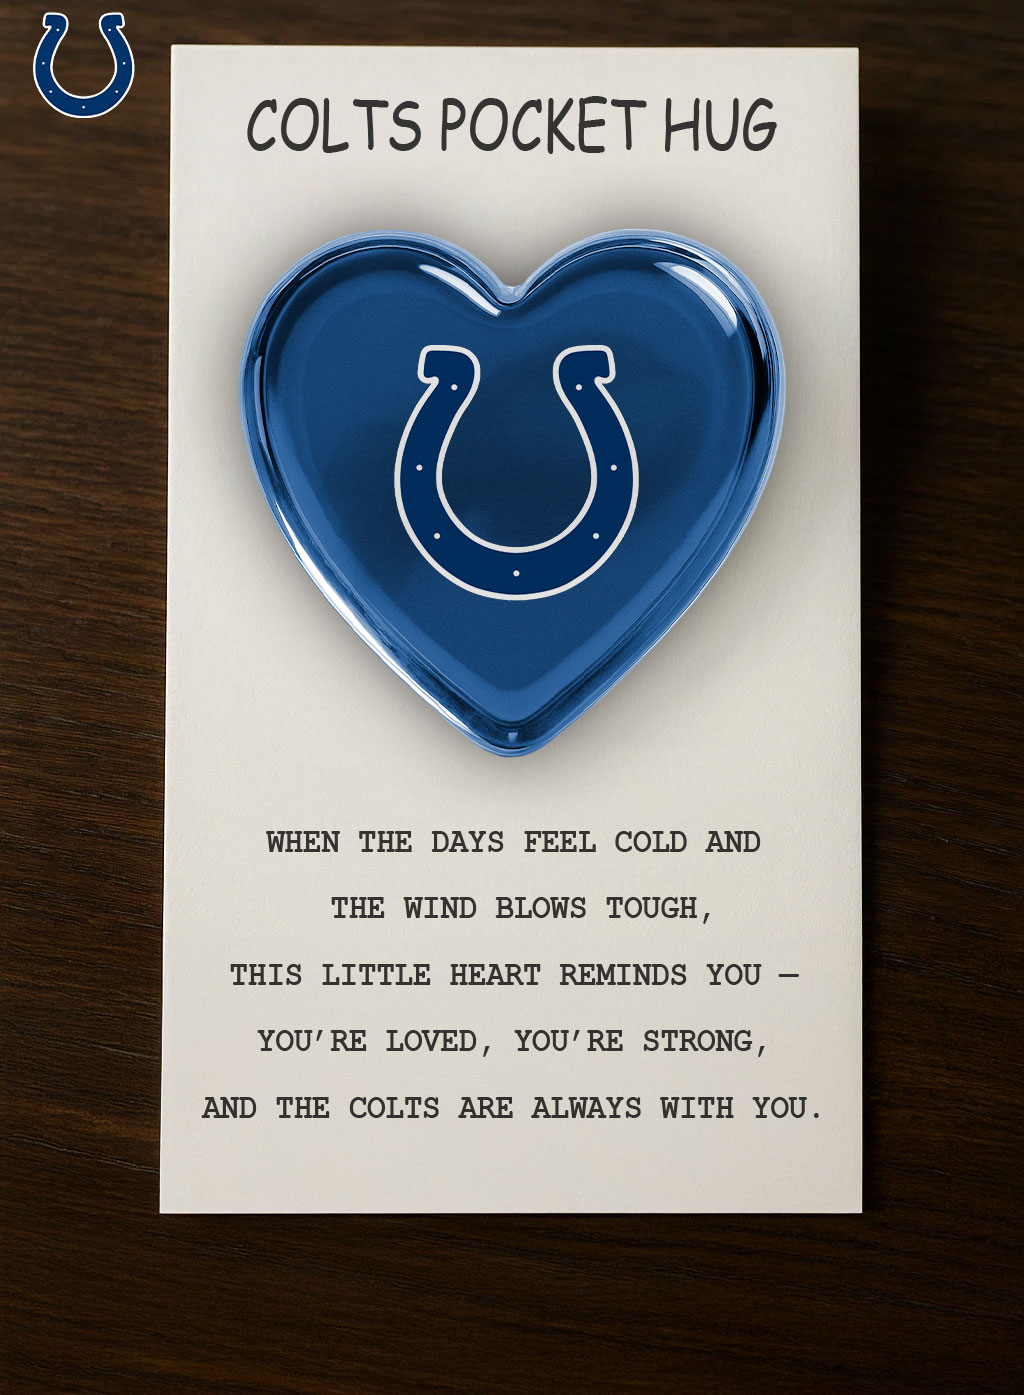 COLTS POCKET HUG
WHEN THE DAYS FEEL COLD AND
THE WIND BLOWS TOUGH,
THIS LITTLE HEART REMINDS YOU —
YOU’RE LOVED, YOU’RE STRONG,
AND THE COLTS ARE ALWAYS WITH YOU.